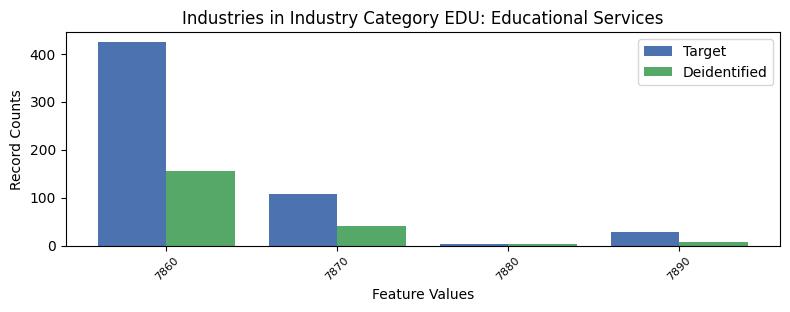 Industries in Industry Category EDU: Educational Services
Target
Deidentified
Record Counts
400
300
200
100
0
7860
7870
7880
7890
Feature Values